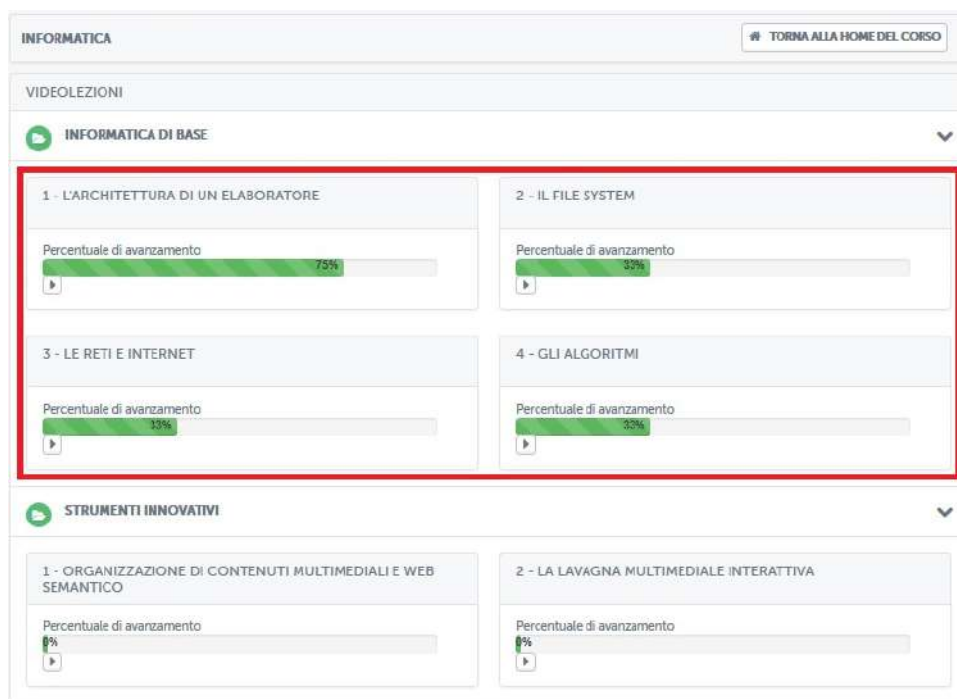 INFORMATICA
TORNA ALLA HOME DEL CORSO
VIDEOLEZIONI
INFORMATICA DI BASE
1 - L'ARCHITETTURA DI UN ELABORATORE
Percentuale di avanzamento
75%
2 - IL FILE SYSTEM
Percentuale di avanzamento
33%
3 - LE RETI E INTERNET
Percentuale di avanzamento
33%
4 - GLI ALGORITMI
Percentuale di avanzamento
33%
STRUMENTI INNOVATIVI
1 - ORGANIZZAZIONE DI CONTENUTI MULTIMEDIALI E WEB
SEMANTICO
Percentuale di avanzamento
0%
2 - LA LAVAGNA MULTIMEDIALE INTERATTIVA
Percentuale di avanzamento
0%